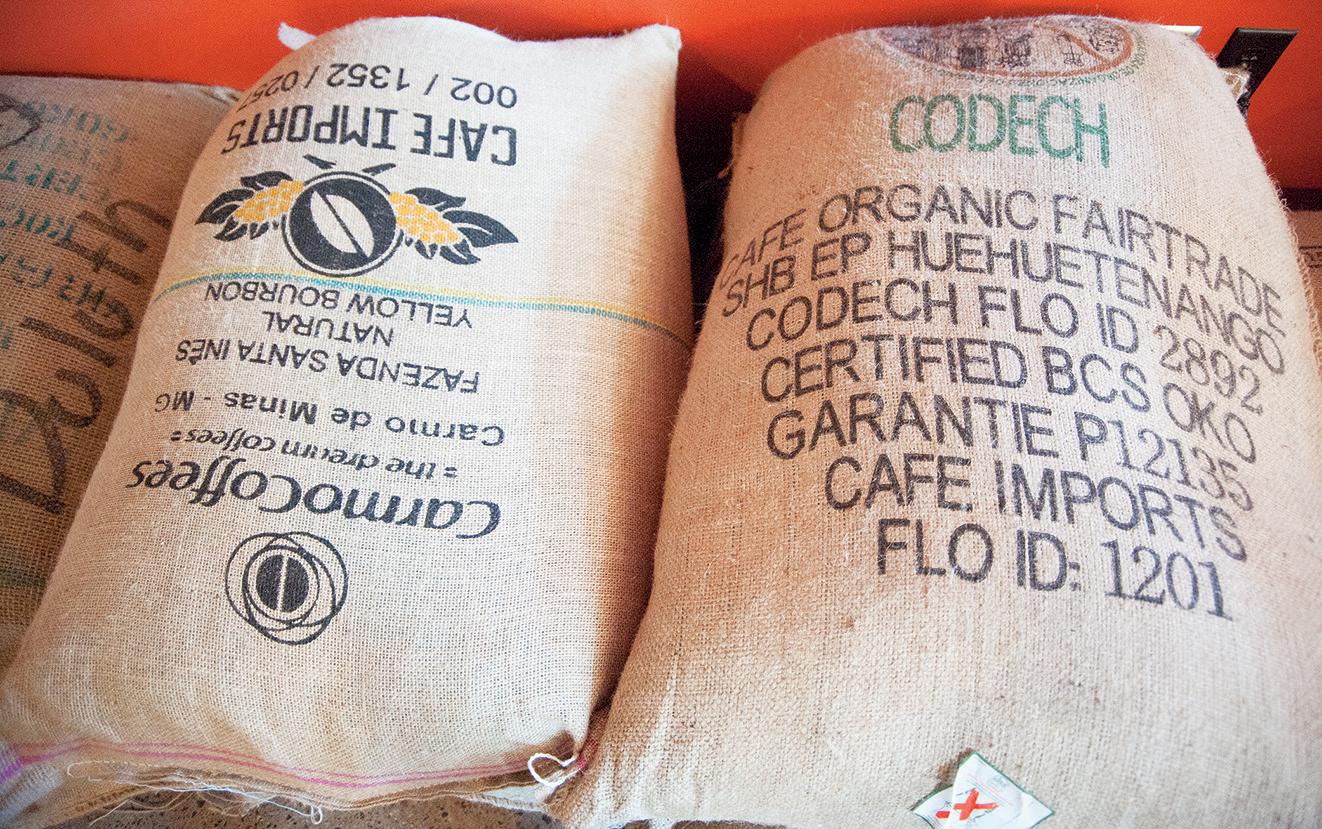 CarmoCoffees
= the dream coffees =
Carmo de Minas - MG
FAZENDA SANTA INÊS
NATURAL
YELLOW BOURBON
CAFE IMPORTS
002 / 1352 / 0257
CODECH
CAFE ORGANIC FAIRTRADE
SHB EP HUEHUETENANGO
CODECH FLO ID 2892
CERTIFIED BCS OKO
GARANTIE P12135
CAFE IMPORTS
FLO ID: 1201